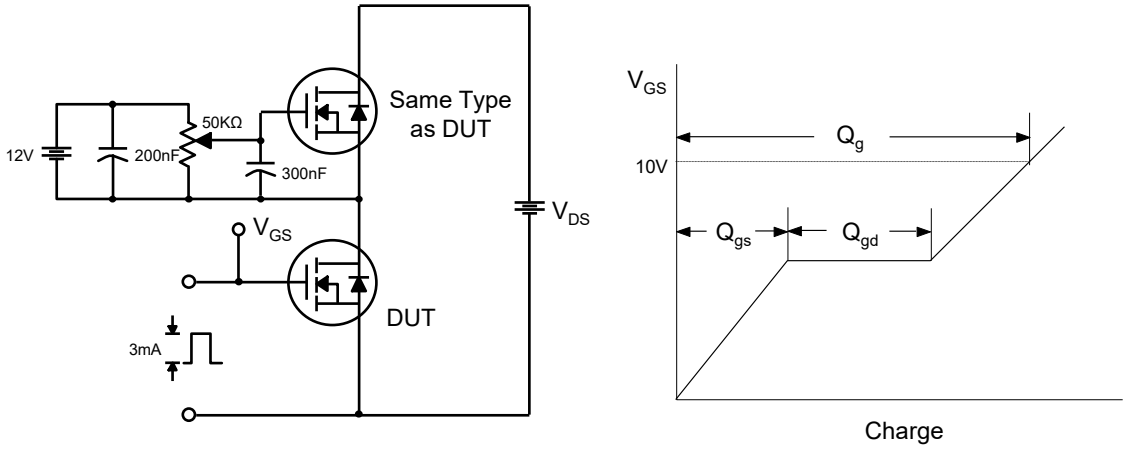 Same Type
as DUT
50KΩ
12V
200nF
300nF
V_DS
V_GS
DUT
3mA
V_GS
Q_g
10V
Q_gs
Q_gd
Charge